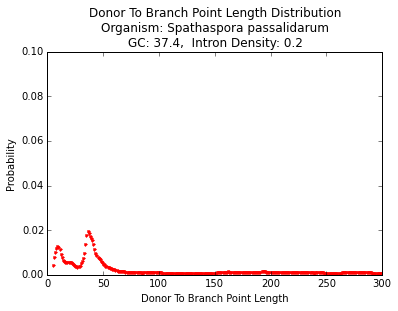 Donor To Branch Point Length Distribution
Organism: Spathaspora passalidarum
GC: 37.4,  Intron Density: 0.2
0.10
0.08
0.06
0.04
0.02
0.00
Probability
0 50 100 150 200 250 300
Donor To Branch Point Length